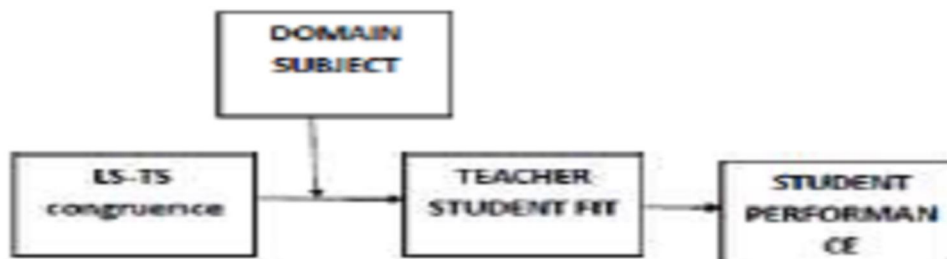 DOMAIN
SUBJECT
LS-TS
congruence
TEACHER
STUDENT FIT
STUDENT
PERFORMAN
CE